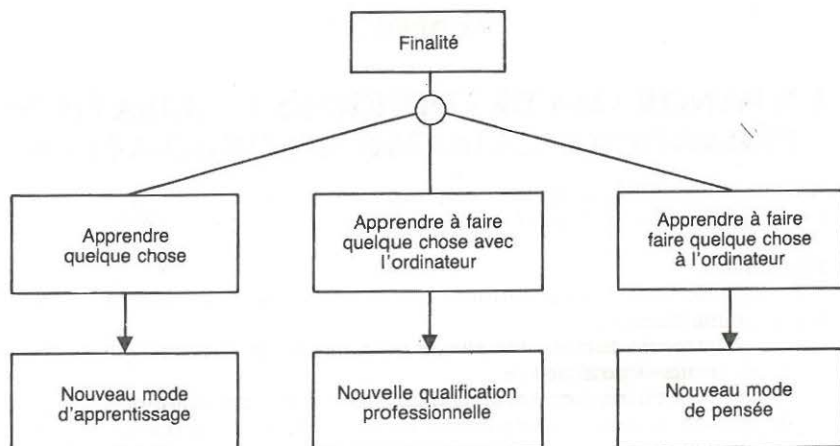 Finalité
Apprendre
quelque chose
Apprendre à faire
quelque chose avec
l'ordinateur
Apprendre à faire
faire quelque chose
à l'ordinateur
Nouveau mode
d'apprentissage
Nouvelle qualification
professionnelle
Nouveau mode
de pensée